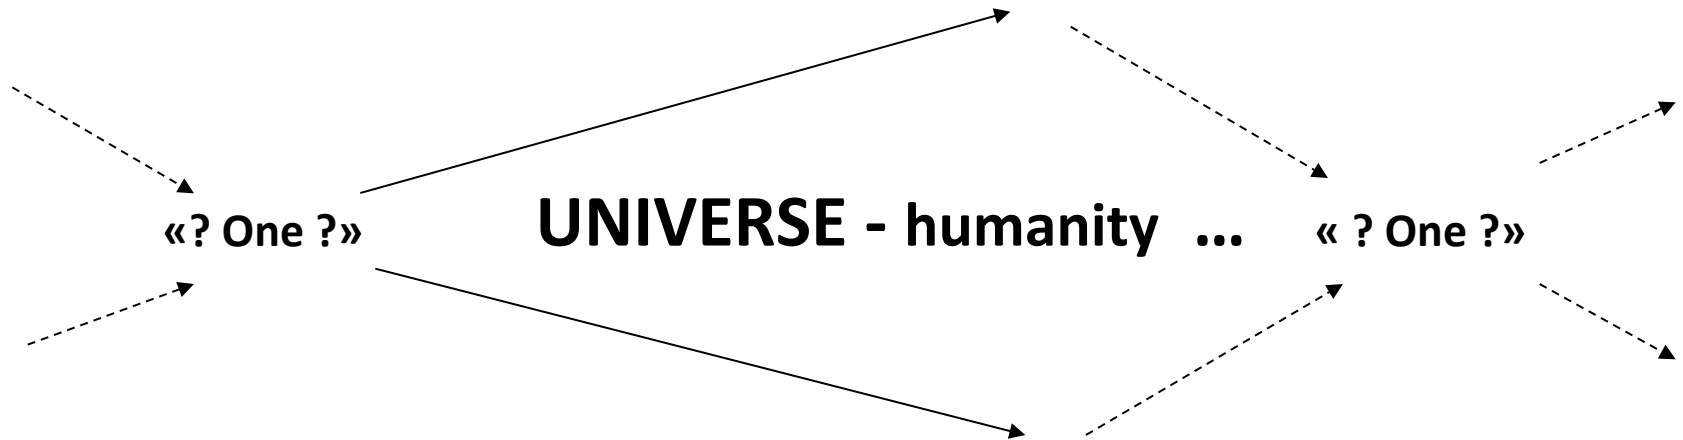 «? One ?» UNIVERSE - humanity ... « ? One ?»